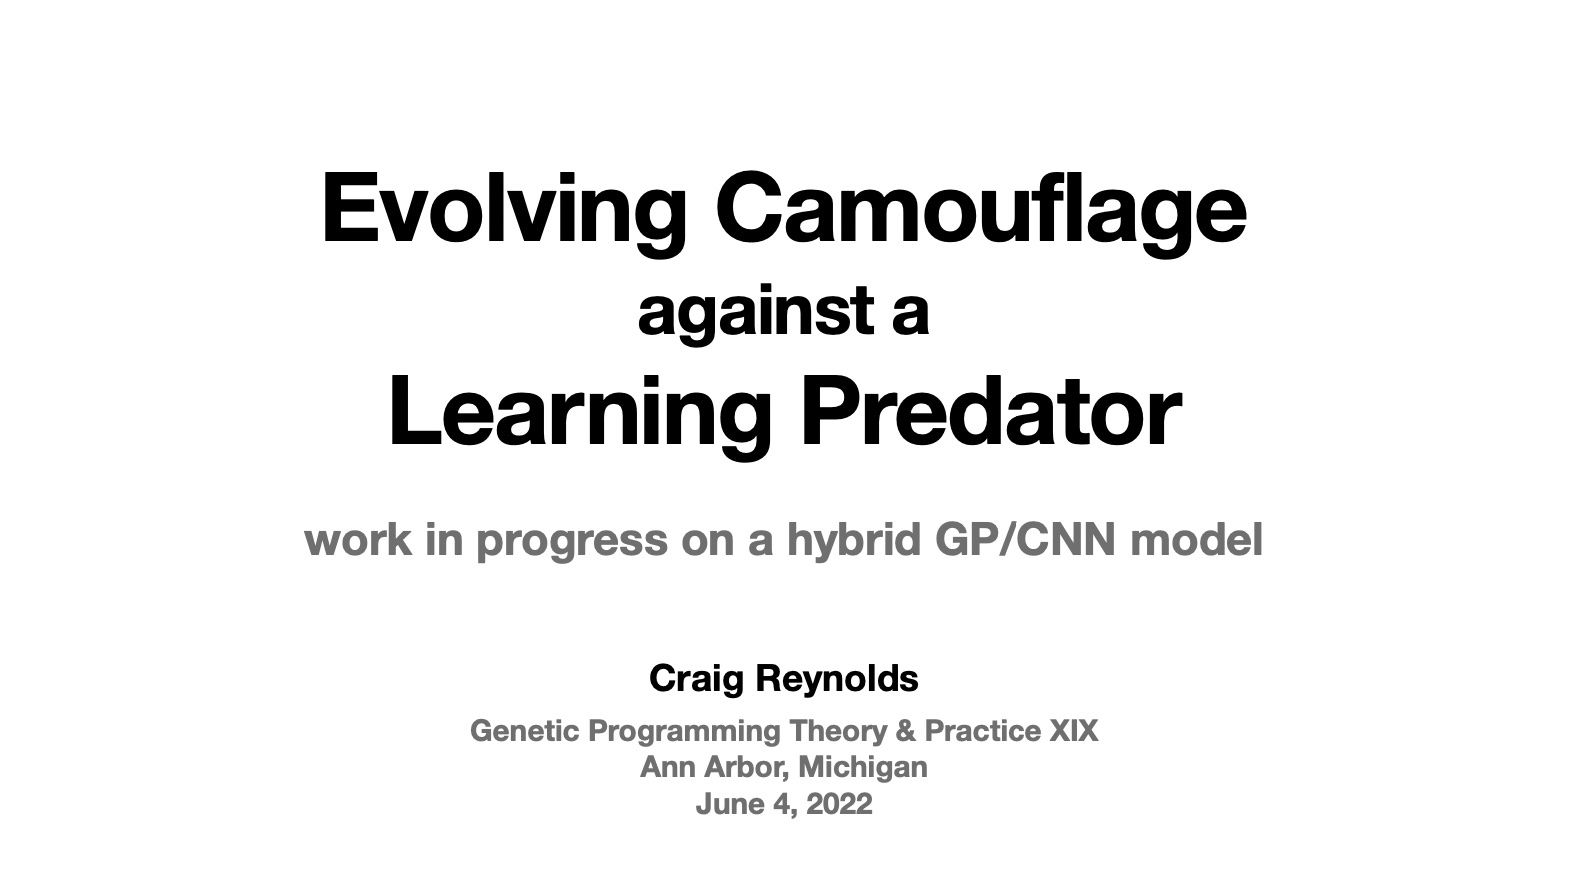 Evolving Camouflage
against a
Learning Predator
work in progress on a hybrid GP/CNN model
Craig Reynolds
Genetic Programming Theory & Practice XIX
Ann Arbor, Michigan
June 4, 2022